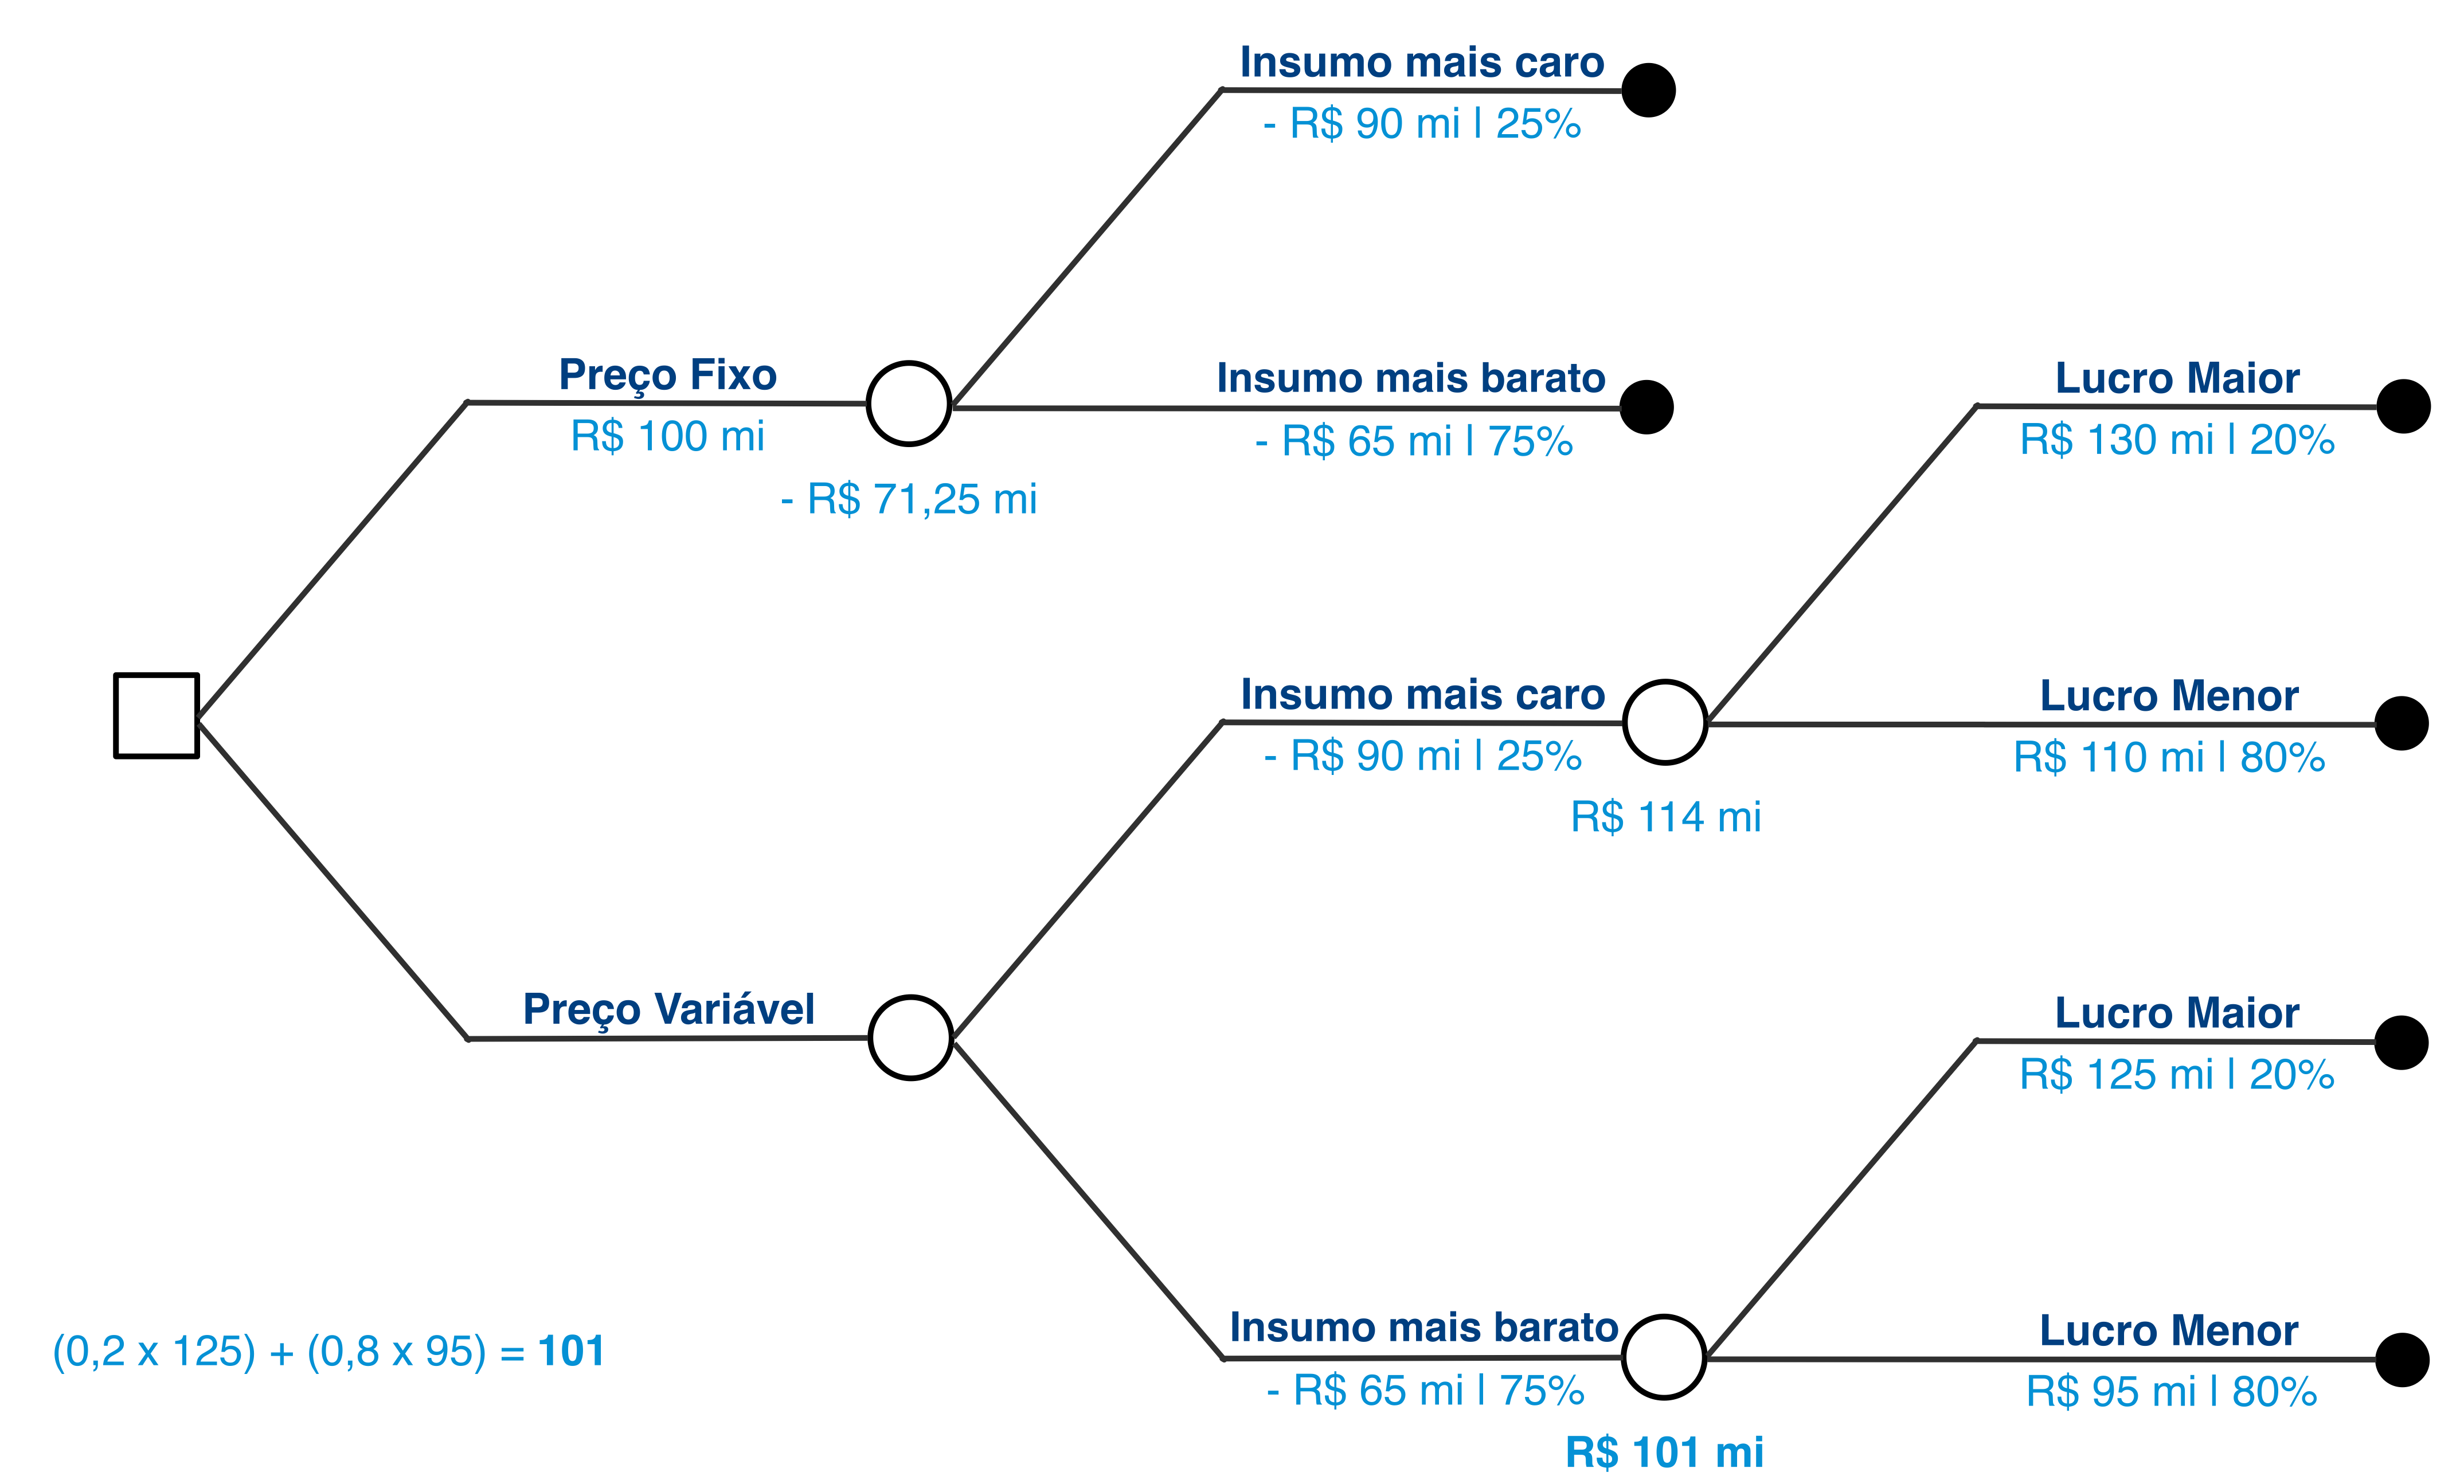 Insumo mais caro
- R$ 90 mi | 25%
Preço Fixo
R$ 100 mi
- R$ 71,25 mi
Insumo mais barato
- R$ 65 mi | 75%
Lucro Maior
R$ 130 mi | 20%
Insumo mais caro
- R$ 90 mi | 25%
R$ 114 mi
Lucro Menor
R$ 110 mi | 80%
Preço Variável
Lucro Maior
R$ 125 mi | 20%
Insumo mais barato
- R$ 65 mi | 75%
R$ 101 mi
Lucro Menor
R$ 95 mi | 80%
(0,2 x 125) + (0,8 x 95) = 101